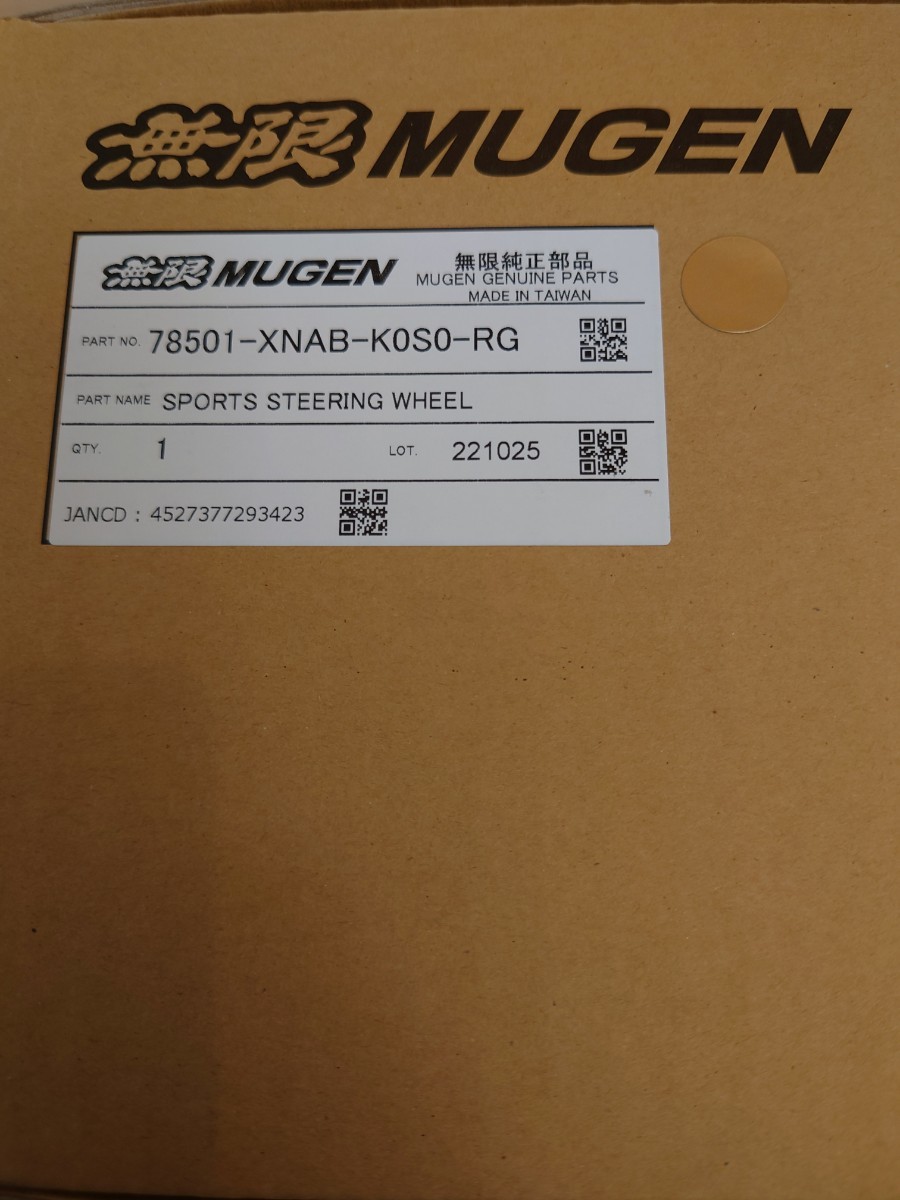 無限 MUGEN
無限 MUGEN
無限純正部品
MUGEN GENUINE PARTS
MADE IN TAIWAN
PART NO. 78501-XNAB-K0S0-RG
PART NAME SPORTS STEERING WHEEL
QTY. 1 LOT. 221025
JANCD : 4527377293423